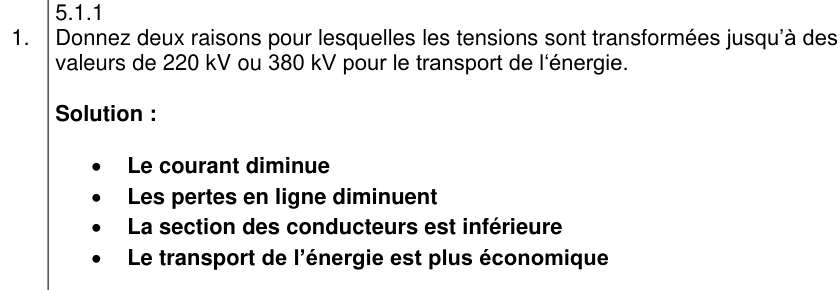 5.1.1
1. Donnez deux raisons pour lesquelles les tensions sont transformées jusqu’à des
valeurs de 220 kV ou 380 kV pour le transport de l‘énergie.
Solution :
• Le courant diminue
• Les pertes en ligne diminuent
• La section des conducteurs est inférieure
• Le transport de l’énergie est plus économique